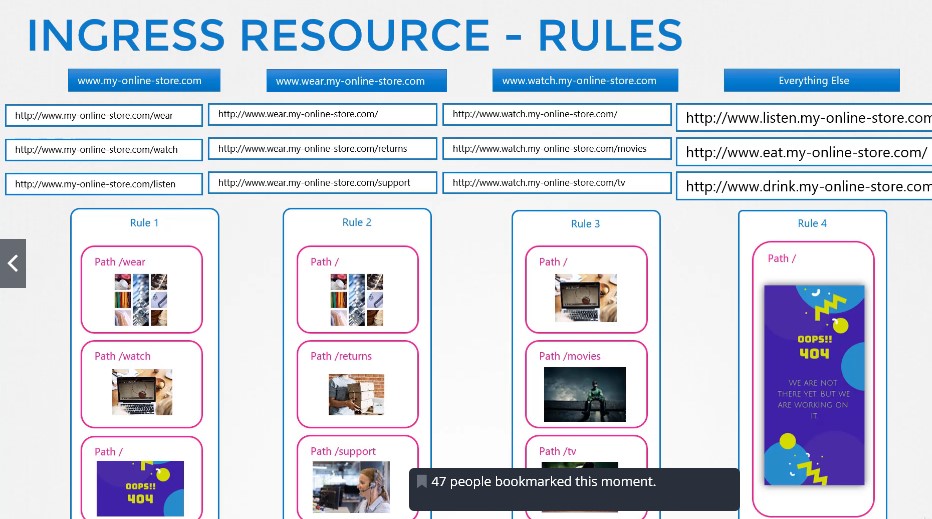 INGRESS RESOURCE - RULES
www.my-online-store.com
www.wear.my-online-store.com
www.watch.my-online-store.com
Everything Else
http://www.my-online-store.com/wear
http://www.wear.my-online-store.com/
http://www.watch.my-online-store.com/
http://www.listen.my-online-store.com
http://www.my-online-store.com/watch
http://www.wear.my-online-store.com/returns
http://www.watch.my-online-store.com/movies
http://www.eat.my-online-store.com/
http://www.my-online-store.com/listen
http://www.wear.my-online-store.com/support
http://www.watch.my-online-store.com/tv
http://www.drink.my-online-store.com
Rule 1
Path /wear
Path /watch
Path /
OOPS!!
404
Rule 2
Path /
Path /returns
Path /support
Rule 3
Path /
Path /movies
Path /tv
Rule 4
Path /
OOPS!!
404
WE ARE NOT
THERE YET. BUT WE
ARE WORKING ON
IT.
47 people bookmarked this moment.